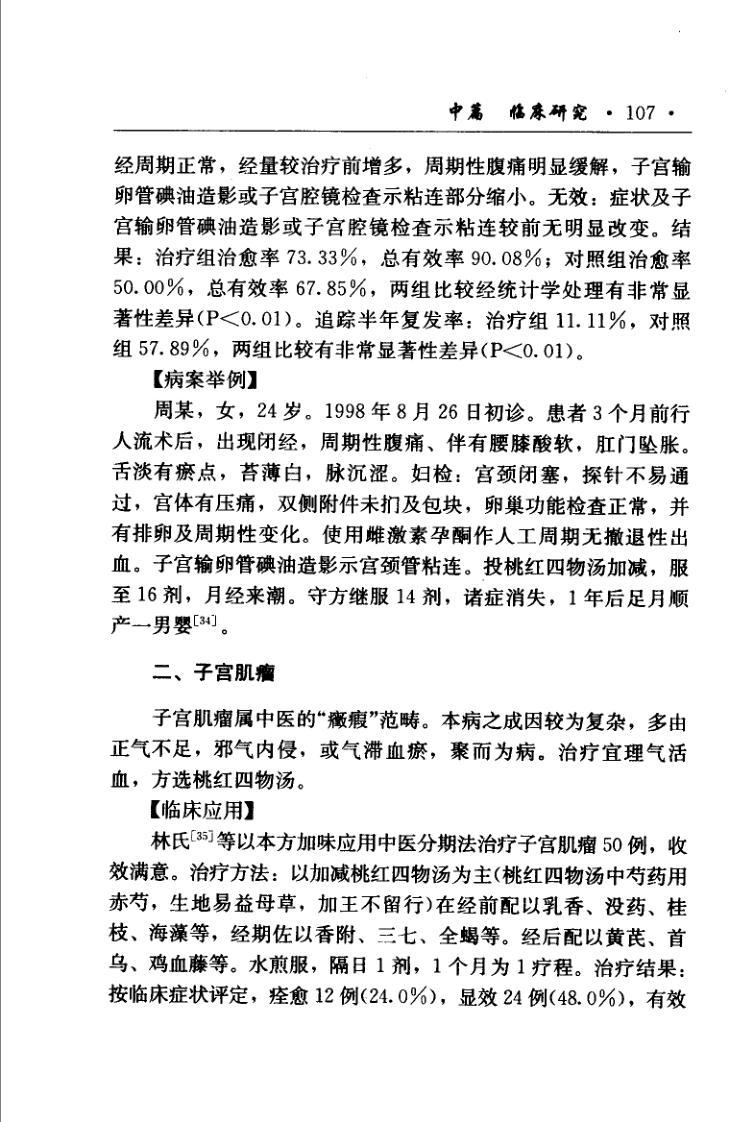 中篇 临床研究 · 107 ·
经周期正常，经量较治疗前增多，周期性腹痛明显缓解，子宫输
卵管碘油造影或子宫腔镜检查示粘连部分缩小。无效：症状及子
宫输卵管碘油造影或子宫腔镜检查示粘连较前无明显改变。结
果：治疗组治愈率 73.33％，总有效率 90.08％；对照组治愈率
50.00％，总有效率 67.85％，两组比较经统计学处理有非常显
著性差异(P＜0.01)。追踪半年复发率：治疗组 11.11％，对照
组 57.89％，两组比较有非常显著性差异(P＜0.01)。
【病案举例】
周某，女，24 岁。1998 年 8 月 26 日初诊。患者 3 个月前行
人流术后，出现闭经，周期性腹痛、伴有腰膝酸软，肛门坠胀。
舌淡有瘀点，苔薄白，脉沉涩。妇检：宫颈闭塞，探针不易通
过，宫体有压痛，双侧附件未扪及包块，卵巢功能检查正常，并
有排卵及周期性变化。使用雌激素孕酮作人工周期无撤退性出
血。子宫输卵管碘油造影示宫颈管粘连。投桃红四物汤加减，服
至 16 剂，月经来潮。守方继服 14 剂，诸症消失，1 年后足月顺
产一男婴[34]。
二、子宫肌瘤
子宫肌瘤属中医的“癥瘕”范畴。本病之成因较为复杂，多由
正气不足，邪气内侵，或气滞血瘀，聚而为病。治疗宜理气活
血，方选桃红四物汤。
【临床应用】
林氏[35]等以本方加味应用中医分期法治疗子宫肌瘤 50 例，收
效满意。治疗方法：以加减桃红四物汤为主(桃红四物汤中芍药用
赤芍，生地易益母草，加王不留行)在经前配以乳香、没药、桂
枝、海藻等，经期佐以香附、三七、全蝎等。经后配以黄芪、首
乌、鸡血藤等。水煎服，隔日 1 剂，1 个月为 1 疗程。治疗结果：
按临床症状评定，痊愈 12 例(24.0％)，显效 24 例(48.0％)，有效